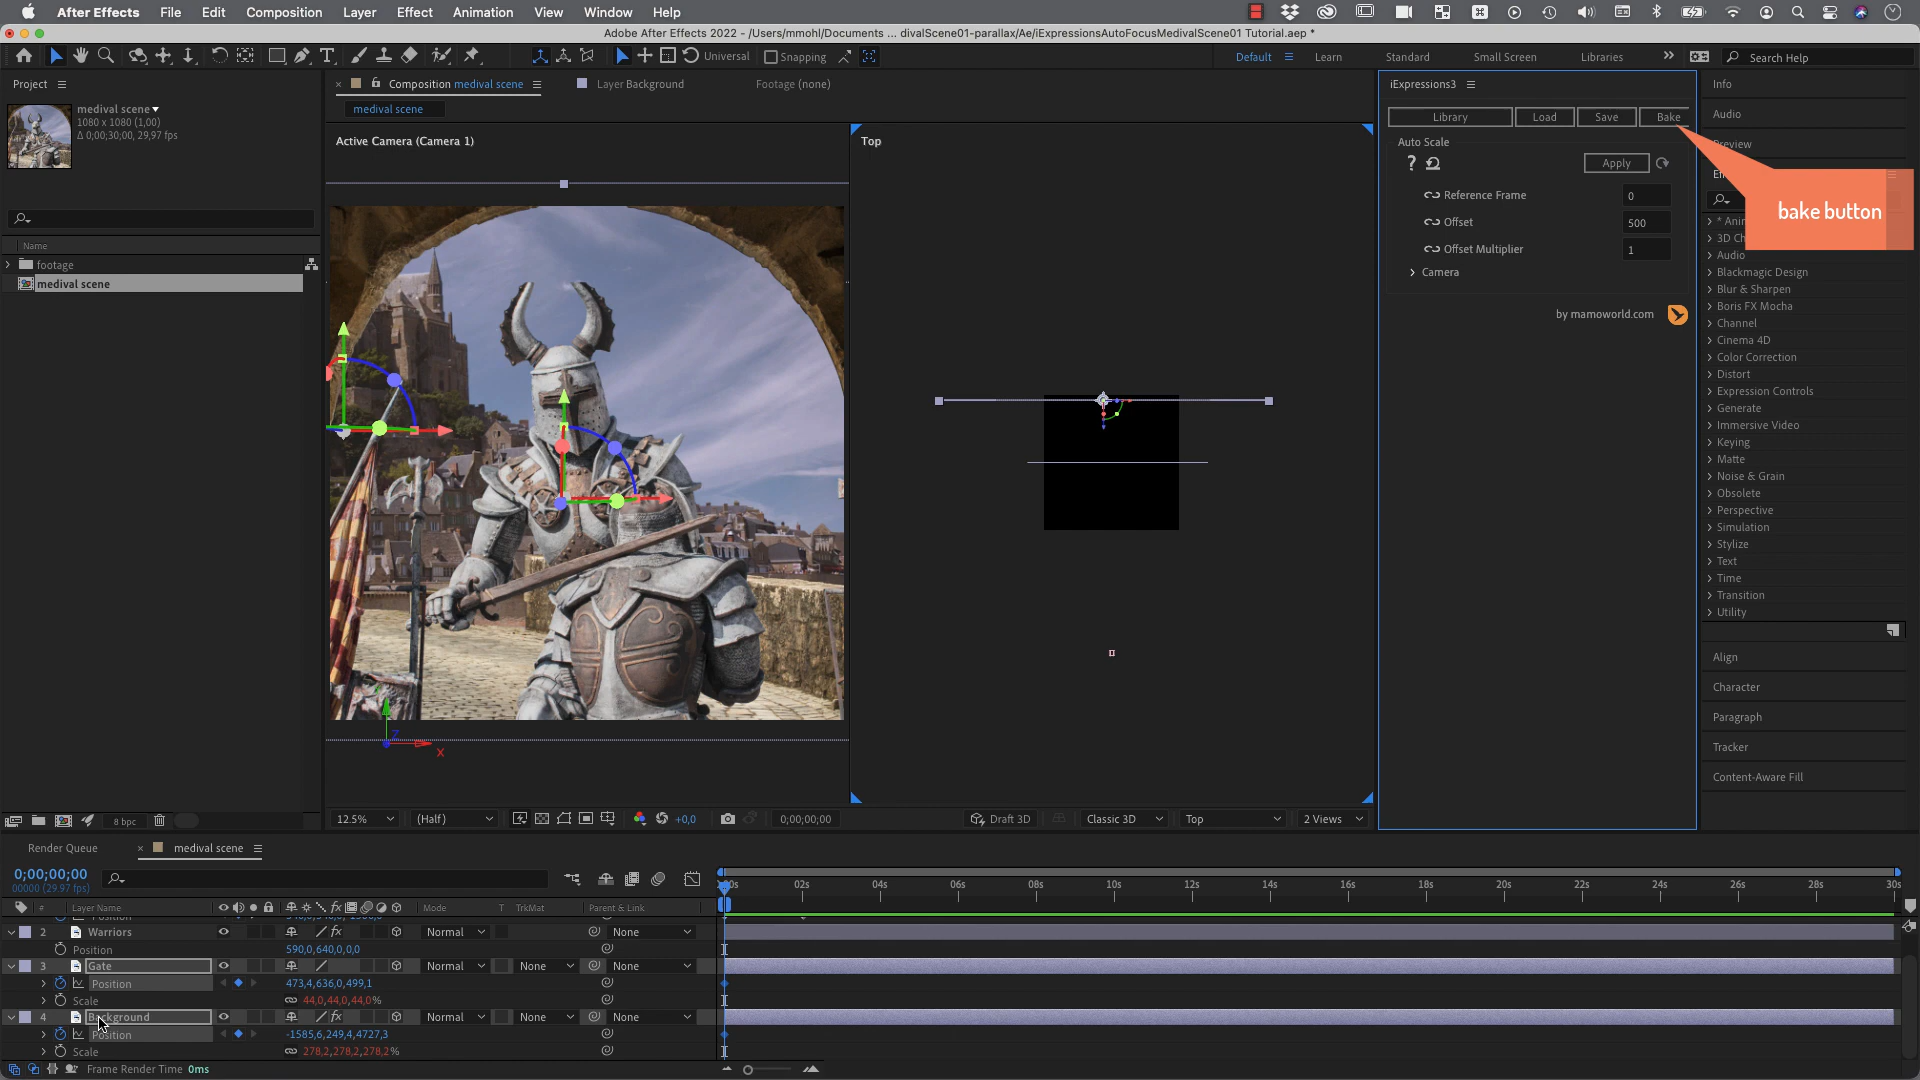 After Effects File Edit Composition Layer Effect Animation View Window Help
Adobe After Effects 2022 - /Users/mmohl/Documents ... divalScene01-parallax/Ae/iExpressionsAutoFocusMedivalScene01 Tutorial.aep *
Universal Snapping Default Learn Standard Small Screen Libraries Search Help
Project
medival scene
1080 x 1080 (1,00)
Δ 0;00;30;00, 29,97 fps
Name
footage
medival scene
8 bpc
Composition medival scene
Layer Background
Footage (none)
medival scene
Active Camera (Camera 1)
Z
X
Top
12.5% (Half) +0,0 0;00;00;00 Draft 3D Classic 3D Top 2 Views
iExpressions3
Library Load Save Bake
Auto Scale
? Apply
Reference Frame 0
Offset 500
Offset Multiplier 1
Camera
by mamoworld.com
bake button
Info
Audio
Preview
Audio
Blackmagic Design
Blur & Sharpen
Boris FX Mocha
Channel
Cinema 4D
Color Correction
Distort
Expression Controls
Generate
Immersive Video
Keying
Matte
Noise & Grain
Obsolete
Perspective
Simulation
Stylize
Text
Time
Transition
Utility
Align
Character
Paragraph
Tracker
Content-Aware Fill
Render Queue medival scene
0;00;00;00
00000 (29.97 fps)
02s 04s 06s 08s 10s 12s 14s 16s 18s 20s 22s 24s 26s 28s 30s
# Layer Name fx Mode T TrkMat Parent & Link
2 Warriors fx Normal None
Position 590,0,640,0,0,0
3 Gate Normal None None
Position 473,4,636,0,499,1
Scale 44,0,44,0,44,0%
4 Background fx Normal None None
Position -1585,6,249,4,4727,3
Scale 278,2,278,2,278,2%
Frame Render Time 0ms